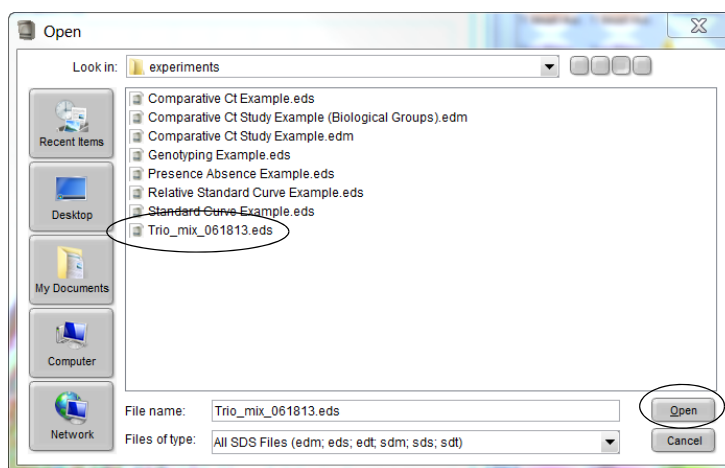 Open
Look in: experiments
Recent Items
Desktop
My Documents
Computer
Network
Comparative Ct Example.eds
Comparative Ct Study Example (Biological Groups).edm
Comparative Ct Study Example.edm
Genotyping Example.eds
Presence Absence Example.eds
Relative Standard Curve Example.eds
Standard Curve Example.eds
Trio_mix_061813.eds
File name: Trio_mix_061813.eds Open
Files of type: All SDS Files (edm; eds; edt; sdm; sds; sdt) Cancel